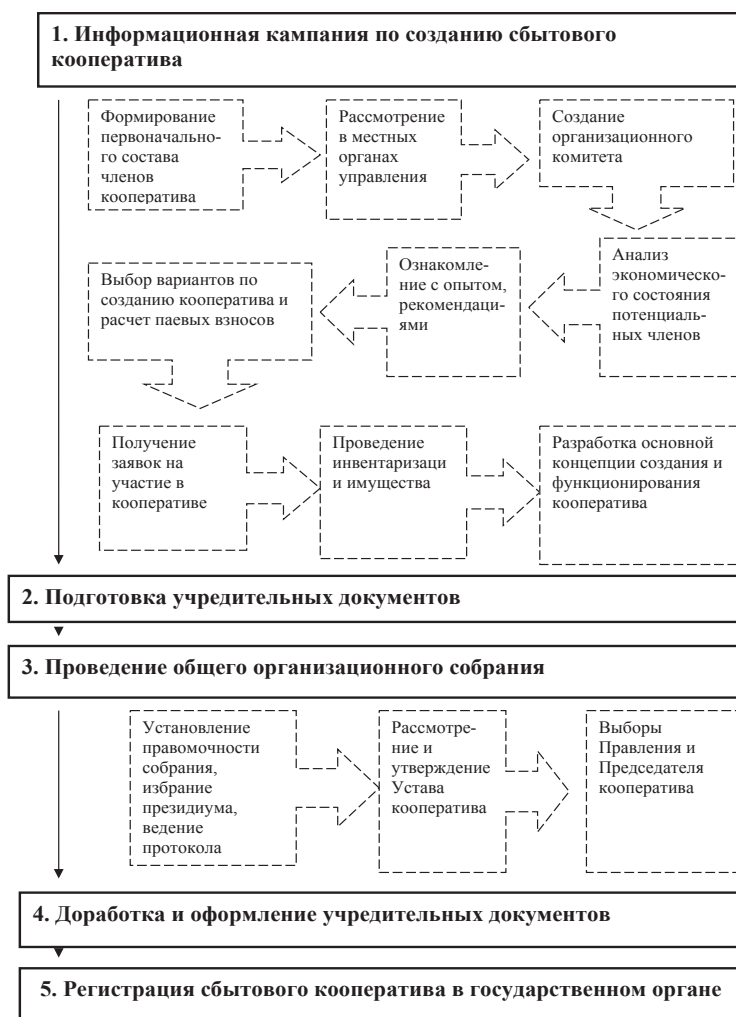 1. Информационная кампания по созданию сбытового
кооператива
Формирование
первоначально-
го состава
членов
кооператива
Рассмотрение
в местных
органах
управления
Создание
организационного
комитета
Анализ
экономическо-
го состояния
потенциаль-
ных членов
Ознакомле-
ние с опытом,
рекомендаци-
ями
Выбор вариантов по
созданию кооператива и
расчет паевых взносов
Получение
заявок на
участие в
кооперативе
Проведение
инвентаризаци
и имущества
Разработка основной
концепции создания и
функционирования
кооператива
2. Подготовка учредительных документов
3. Проведение общего организационного собрания
Установление
правомочности
собрания,
избрание
президиума,
ведение
протокола
Рассмотре-
ние и
утверждение
Устава
кооператива
Выборы
Правления и
Председателя
кооператива
4. Доработка и оформление учредительных документов
5. Регистрация сбытового кооператива в государственном органе